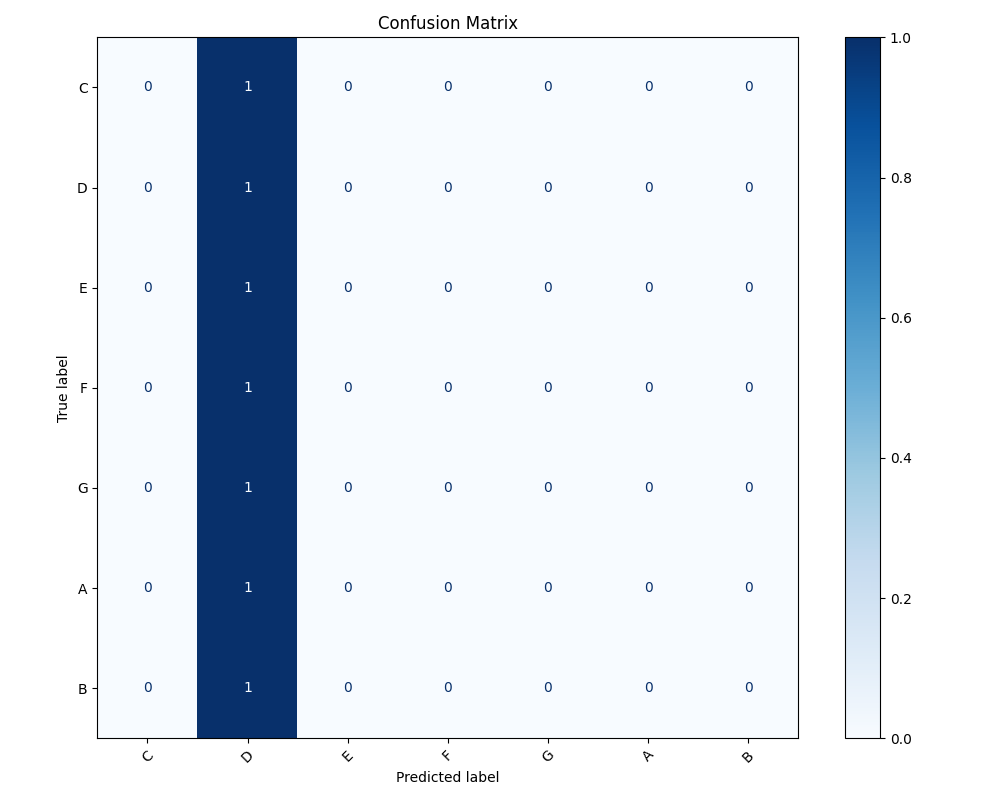 Confusion Matrix
C 0 1 0 0 0 0 0
D 0 1 0 0 0 0 0
E 0 1 0 0 0 0 0
F 0 1 0 0 0 0 0
G 0 1 0 0 0 0 0
A 0 1 0 0 0 0 0
B 0 1 0 0 0 0 0
True label
C D E F G A B
Predicted label
1.0
0.8
0.6
0.4
0.2
0.0